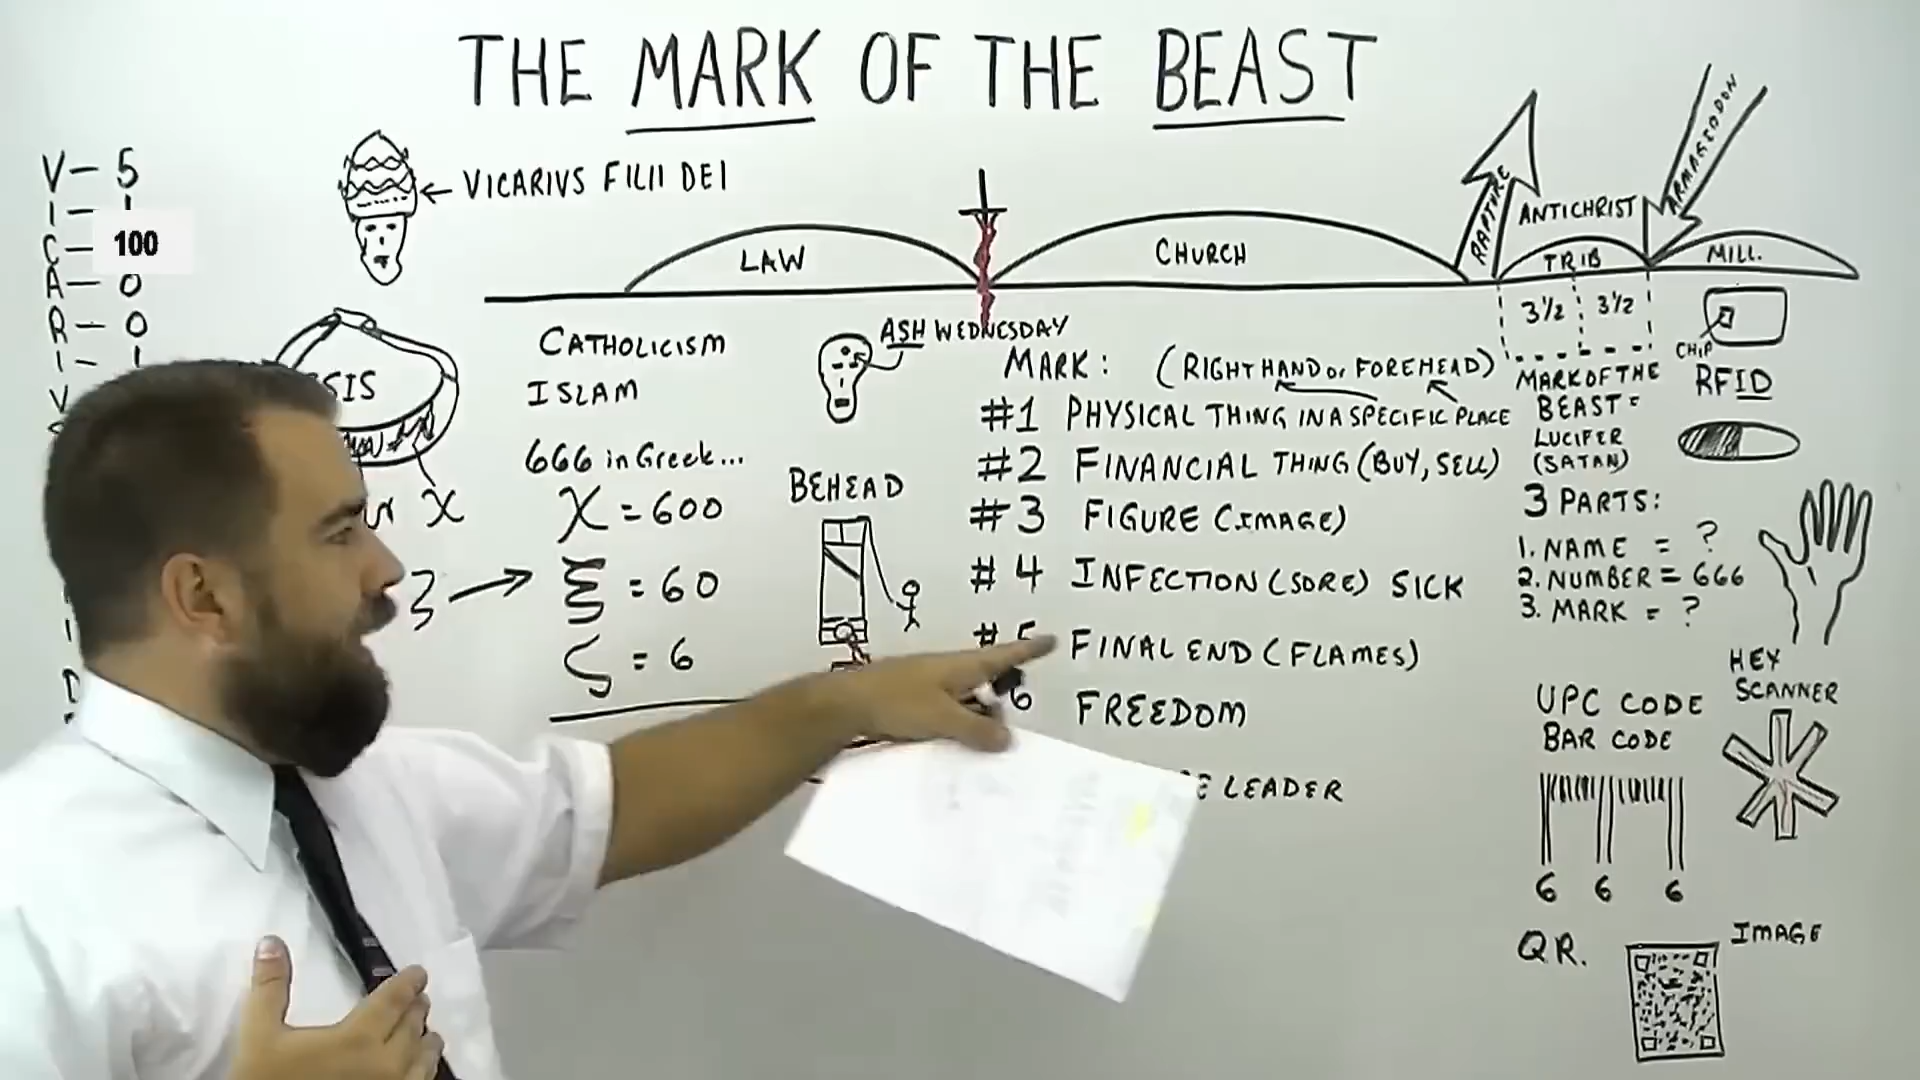 THE MARK OF THE BEAST
V- 5
I- 1
C- 100
A- 0
R- 0
I- 1
V
VICARIVS FILII DEI
LAW
CHURCH
RAPTURE
ANTICHRIST
TRIB
ARMAGEDDON
MILL.
3½ 3½
CHIP
RFID
CATHOLICISM
ISLAM
666 in Greek...
X = 600
ξ = 60
ς = 6
ASH WEDNESDAY
BEHEAD
MARK: (RIGHT HAND or FOREHEAD)
#1 PHYSICAL THING IN A SPECIFIC PLACE
#2 FINANCIAL THING (BUY, SELL)
#3 FIGURE (IMAGE)
#4 INFECTION (SORE) SICK
#5 FINAL END (FLAMES)
6 FREEDOM
LEADER
MARK OF THE
BEAST =
LUCIFER
(SATAN)
3 PARTS:
1. NAME = ?
2. NUMBER = 666
3. MARK = ?
HEX
SCANNER
UPC CODE
BAR CODE
6 6 6
QR.
IMAGE